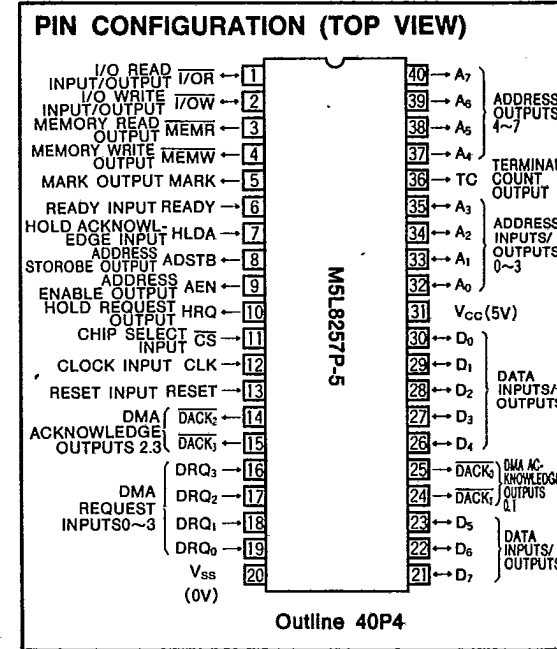 PIN CONFIGURATION (TOP VIEW)
I/O READ
INPUT/OUTPUT I/OR ↔ 1
I/O WRITE
INPUT/OUTPUT I/OW ↔ 2
MEMORY READ
OUTPUT MEMR ← 3
MEMORY WRITE
OUTPUT MEMW ← 4
MARK OUTPUT MARK ← 5
READY INPUT READY → 6
HOLD ACKNOWL-
EDGE INPUT HLDA → 7
ADDRESS
STOROBE OUTPUT ADSTB ← 8
ADDRESS
ENABLE OUTPUT AEN ← 9
HOLD REQUEST
OUTPUT HRQ ← 10
CHIP SELECT
INPUT CS → 11
CLOCK INPUT CLK → 12
RESET INPUT RESET → 13
DMA
ACKNOWLEDGE
OUTPUTS 2.3
DACK2 ← 14
DACK3 ← 15
DMA
REQUEST
INPUTS0~3
DRQ3 → 16
DRQ2 → 17
DRQ1 → 18
DRQ0 → 19
VSS 20
(0V)
M5L8257P-5
40 → A7
39 → A6
38 → A5
37 → A4
ADDRESS
OUTPUTS
4~7
36 → TC
TERMINAL
COUNT
OUTPUT
35 ↔ A3
34 ↔ A2
33 ↔ A1
32 ↔ A0
ADDRESS
INPUTS/
OUTPUTS
0~3
31 VCC(5V)
30 ↔ D0
29 ↔ D1
28 ↔ D2
27 ↔ D3
26 ↔ D4
DATA
INPUTS/
OUTPUTS
25 → DACK0
24 → DACK1
DMA AC-
KNOWLEDGE
OUTPUTS
0.1
23 ↔ D5
22 ↔ D6
21 ↔ D7
DATA
INPUTS/
OUTPUTS
Outline 40P4